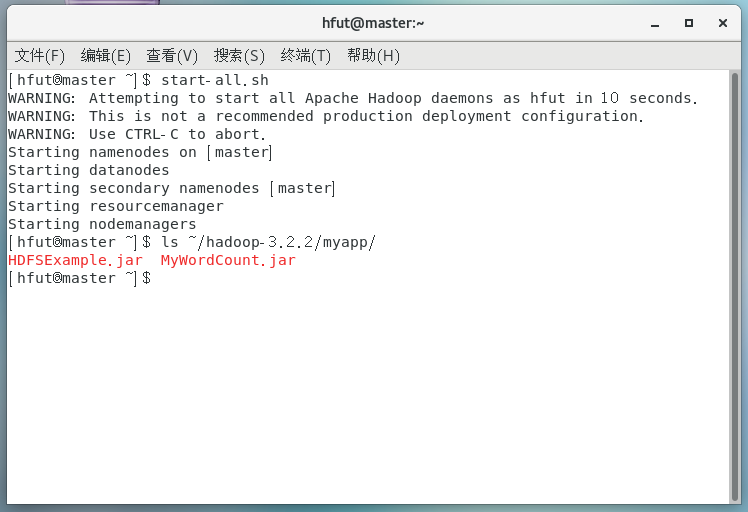 hfut@master:~
文件(F) 编辑(E) 查看(V) 搜索(S) 终端(T) 帮助(H)
[hfut@master ~]$ start-all.sh
WARNING: Attempting to start all Apache Hadoop daemons as hfut in 10 seconds.
WARNING: This is not a recommended production deployment configuration.
WARNING: Use CTRL-C to abort.
Starting namenodes on [master]
Starting datanodes
Starting secondary namenodes [master]
Starting resourcemanager
Starting nodemanagers
[hfut@master ~]$ ls ~/hadoop-3.2.2/myapp/
HDFSExample.jar  MyWordCount.jar
[hfut@master ~]$